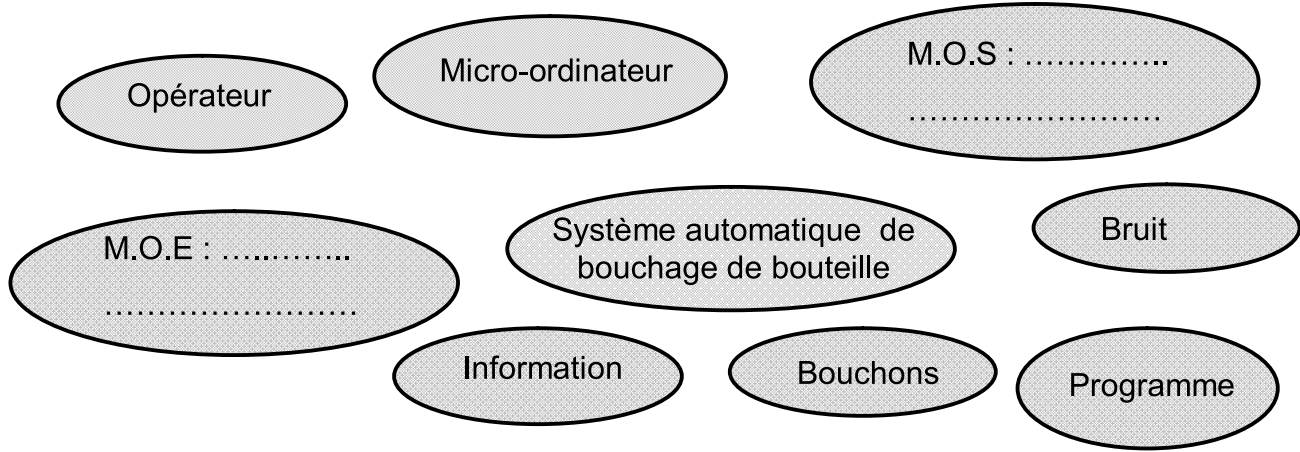 Opérateur
Micro-ordinateur
M.O.S : …………..
……………………
M.O.E : …..……..
……………………
Système automatique de
bouchage de bouteille
Bruit
Information
Bouchons
Programme